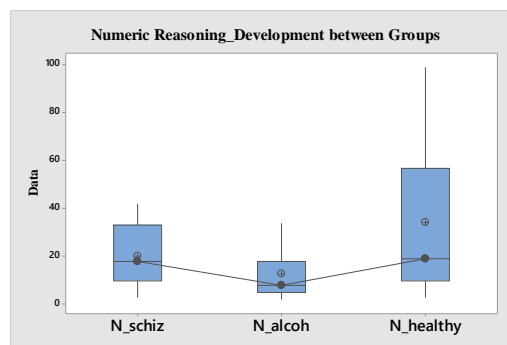 Numeric Reasoning_Development between Groups
100
80
60
40
20
0
Data
N_schiz
N_alcoh
N_healthy